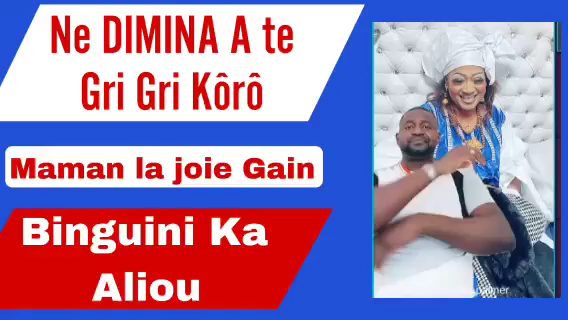 Ne DIMINA A te
Gri Gri Kôrô
Maman la joie Gain
Binguini Ka
Aliou